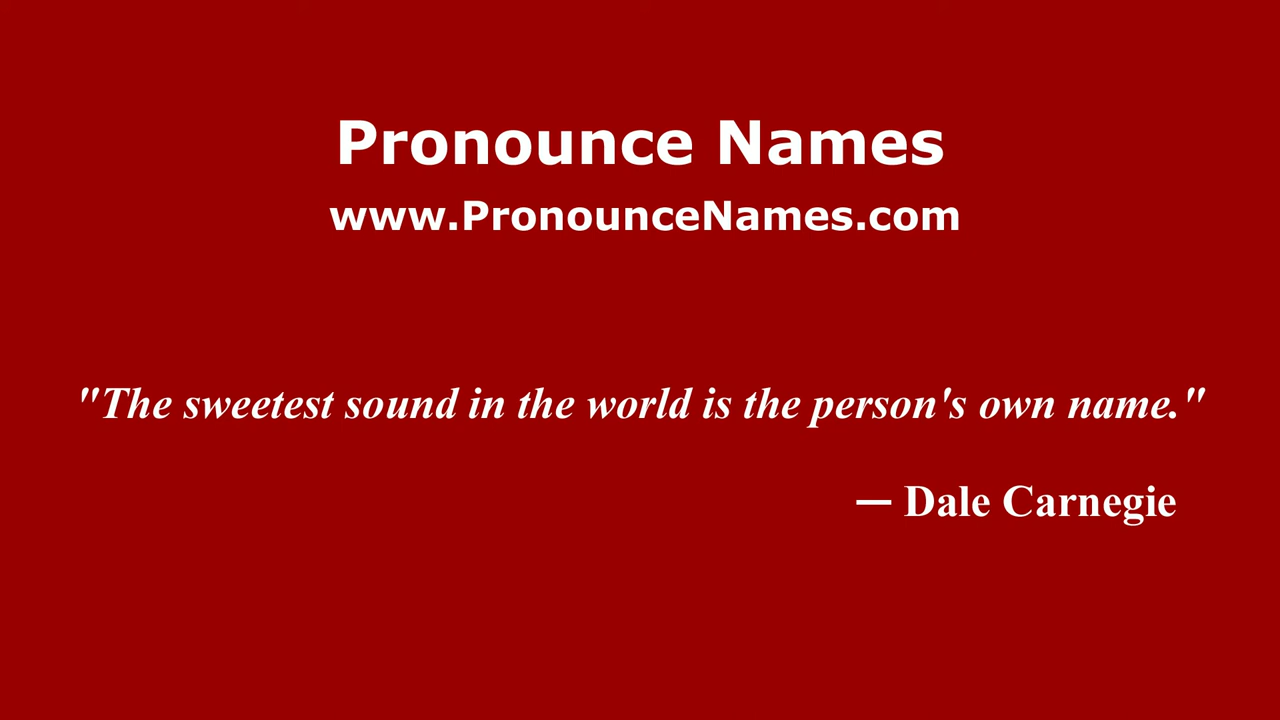 Pronounce Names
www.PronounceNames.com
"The sweetest sound in the world is the person's own name."
— Dale Carnegie